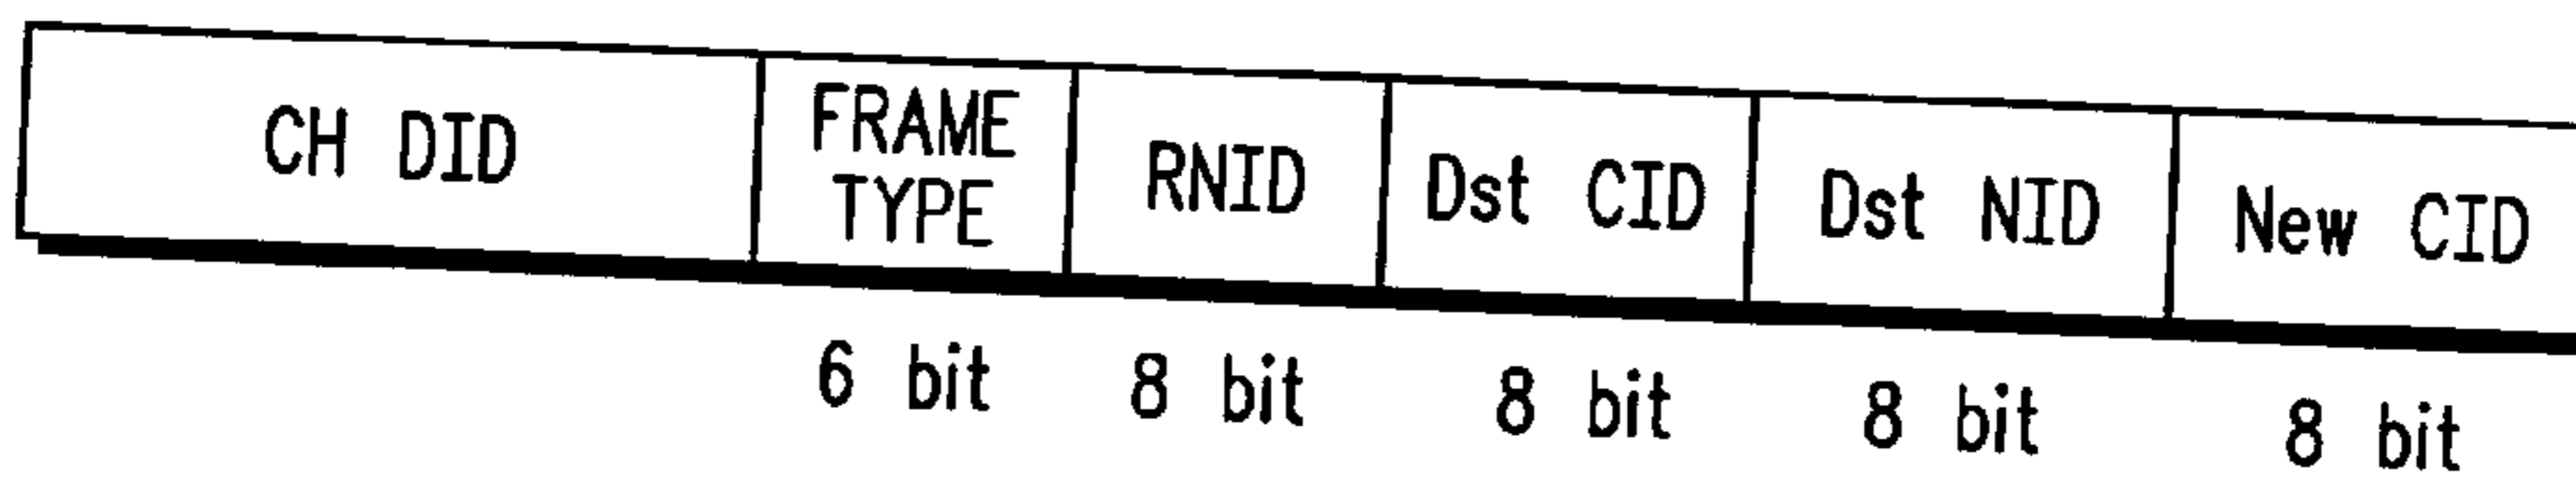 CH DID
FRAME
TYPE
RNID
Dst CID
Dst NID
New CID
6 bit
8 bit
8 bit
8 bit
8 bit